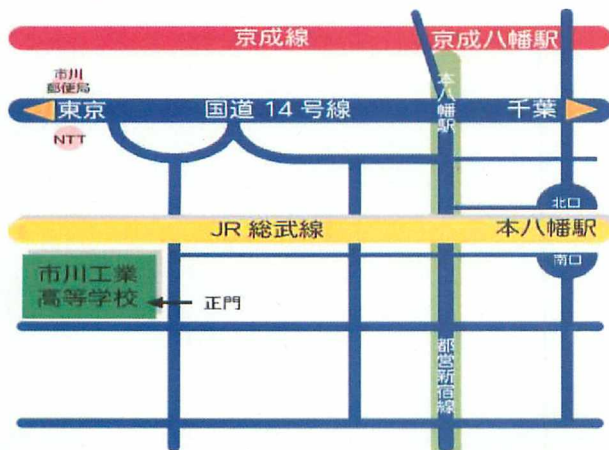 京成線
京成八幡駅
市川
郵便局
東京
国道 14 号線
本八幡駅
千葉
NTT
北口
JR 総武線
本八幡駅
南口
市川工業
高等学校
正門
都営新宿線